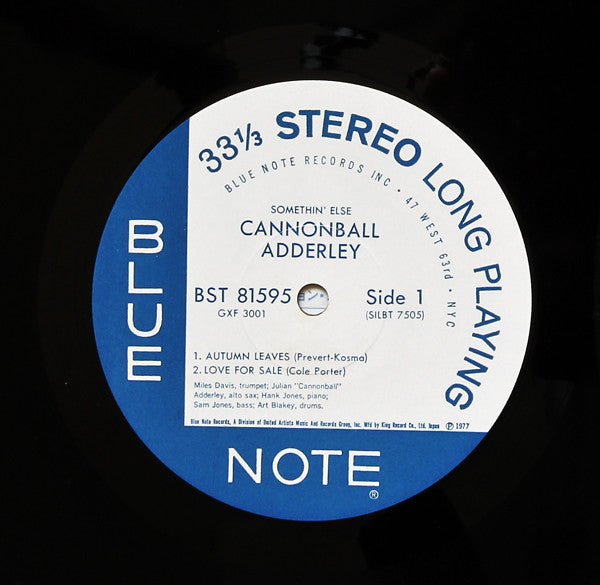 33⅓ STEREO LONG PLAYING
BLUE NOTE RECORDS INC • 47 WEST 63rd • NYC
SOMETHIN' ELSE
CANNONBALL
ADDERLEY
BST 81595 Side 1
GXF 3001 (SILBT 7505)
1. AUTUMN LEAVES (Prevert-Kosma)
2. LOVE FOR SALE (Cole Porter)
Miles Davis, trumpet; Julian "Cannonball"
Adderley, alto sax; Hank Jones, piano;
Sam Jones, bass; Art Blakey, drums.
Blue Note Records, A Division of United Artists Music And Records Group, Inc. Mfd by King Record Co., Ltd. Japan ℗ 1977
BLUE
NOTE
®